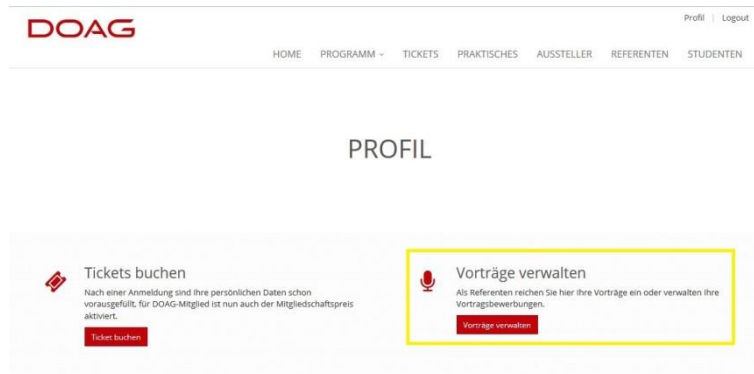 Profil | Logout
DOAG
HOME PROGRAMM TICKETS PRAKTISCHES AUSSTELLER REFERENTEN STUDENTEN
PROFIL
Tickets buchen
Nach einer Anmeldung sind Ihre persönlichen Daten schon
vorausgefüllt, für DOAG-Mitglied ist nun auch der Mitgliedschaftspreis
aktiviert.
Ticket buchen
Vorträge verwalten
Als Referenten reichen Sie hier Ihre Vorträge ein oder verwalten Ihre
Vortragsbewerbungen.
Vorträge verwalten